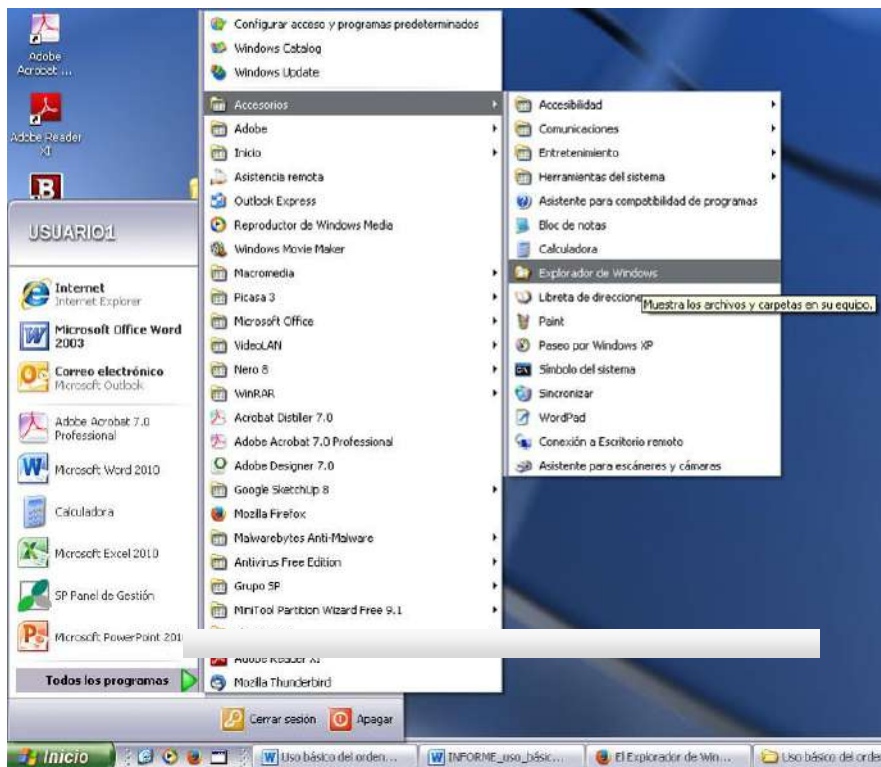 Adobe
Acrobat ...
Adobe Reader
XI
USUARIO1
Internet
Internet Explorer
Microsoft Office Word
2003
Correo electrónico
Microsoft Outlook
Adobe Acrobat 7.0
Professional
Microsoft Word 2010
Calculadora
Microsoft Excel 2010
SP Panel de Gestión
Microsoft PowerPoint 201
Todos los programas
Configurar acceso y programas predeterminados
Windows Catalog
Windows Update
Accesorios
Adobe
Inicio
Asistencia remota
Outlook Express
Reproductor de Windows Media
Windows Movie Maker
Macromedia
Picasa 3
Microsoft Office
VideoLAN
Nero 8
WinRAR
Acrobat Distiller 7.0
Adobe Acrobat 7.0 Professional
Adobe Designer 7.0
Google SketchUp 8
Mozilla Firefox
Malwarebytes Anti-Malware
Antivirus Free Edition
Grupo SP
MiniTool Partition Wizard Free 9.1
Adobe Reader XI
Mozilla Thunderbird
Accesibilidad
Comunicaciones
Entretenimiento
Herramientas del sistema
Asistente para compatibilidad de programas
Bloc de notas
Calculadora
Explorador de Windows
Libreta de direccione
Muestra los archivos y carpetas en su equipo.
Paint
Paseo por Windows XP
Símbolo del sistema
Sincronizar
WordPad
Conexión a Escritorio remoto
Asistente para escáneres y cámaras
Cerrar sesión
Apagar
Inicio
Uso básico del orden...
INFORME_uso_básic...
El Explorador de Win...
Uso básico del orde